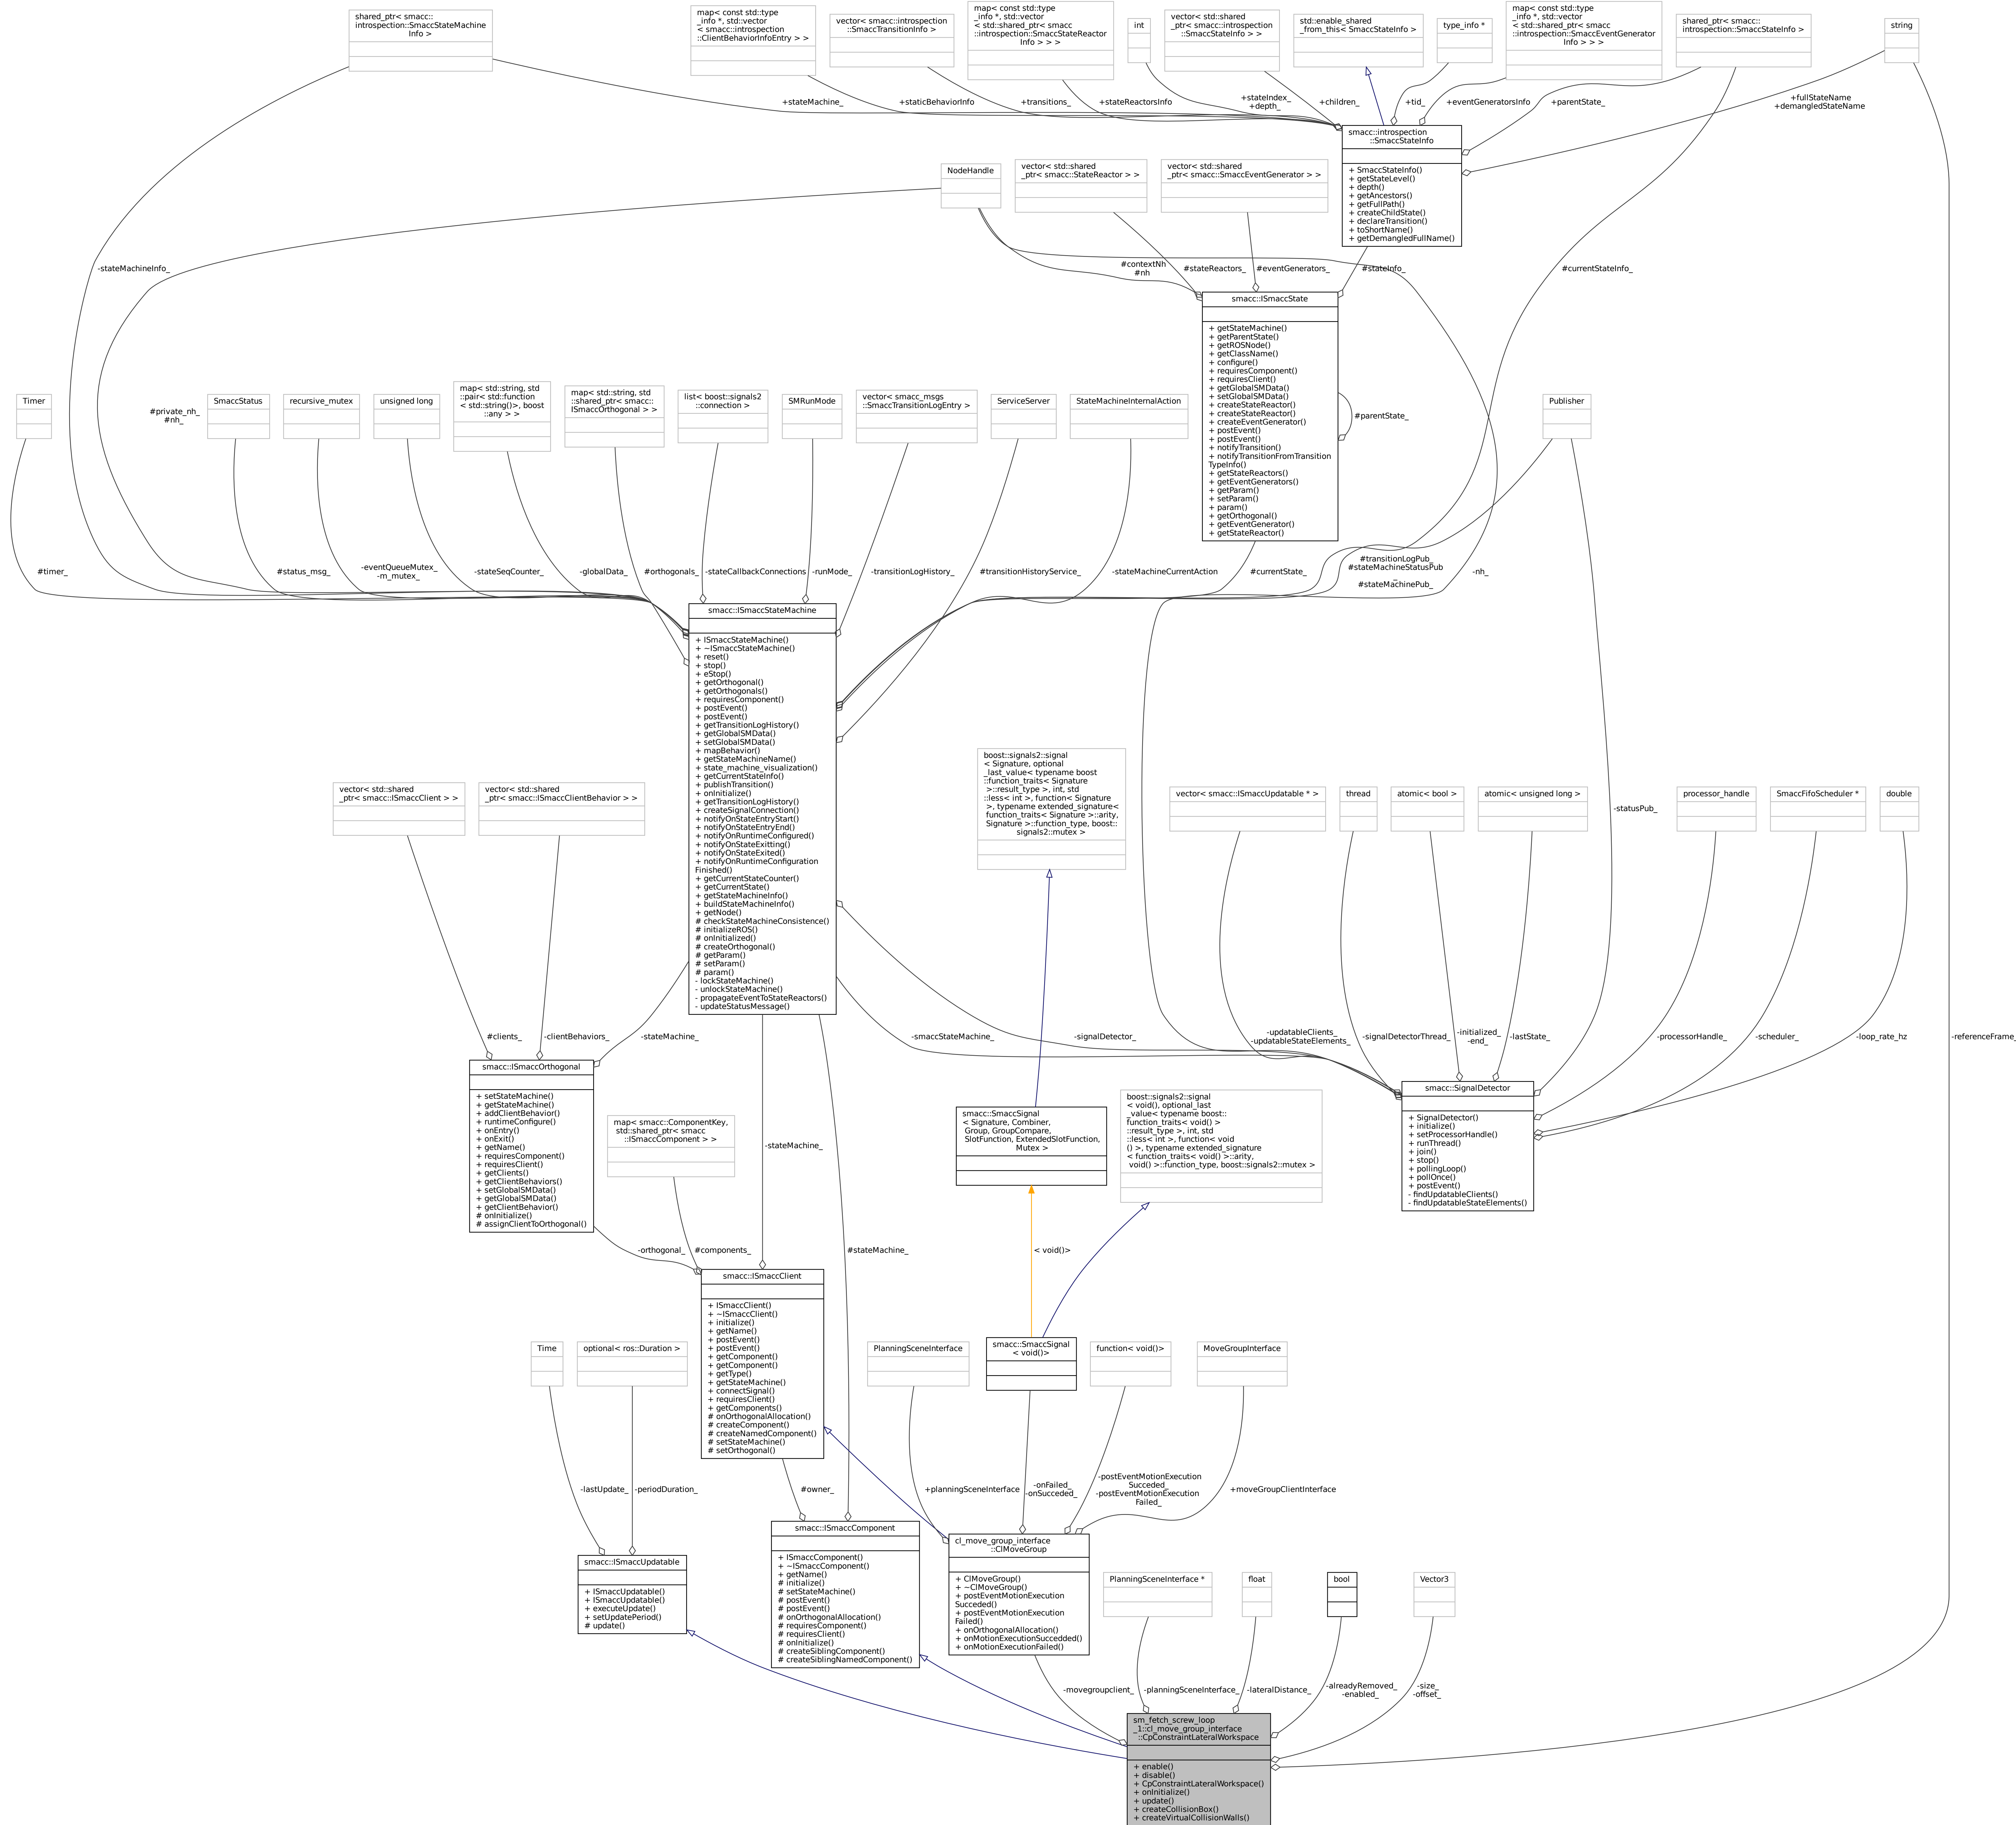 shared_ptr< smacc::
introspection::SmaccStateMachine
Info >
map< const std::type
_info *, std::vector
< smacc::introspection
::ClientBehaviorInfoEntry > >
vector< smacc::introspection
::SmaccTransitionInfo >
map< const std::type
_info *, std::vector
< std::shared_ptr< smacc
::introspection::SmaccStateReactor
Info > > >
int
vector< std::shared
_ptr< smacc::introspection
::SmaccStateInfo > >
std::enable_shared
_from_this< SmaccStateInfo >
type_info *
map< const std::type
_info *, std::vector
< std::shared_ptr< smacc
::introspection::SmaccEventGenerator
Info > > >
shared_ptr< smacc::
introspection::SmaccStateInfo >
string
+stateMachine_
+staticBehaviorInfo
+transitions_
+stateReactorsInfo
+stateIndex_
+depth_
+children_
+tid_
+eventGeneratorsInfo
+parentState_
+fullStateName
+demangledStateName
smacc::introspection
::SmaccStateInfo
+ SmaccStateInfo()
+ getStateLevel()
+ depth()
+ getAncestors()
+ getFullPath()
+ createChildState()
+ declareTransition()
+ toShortName()
+ getDemangledFullName()
NodeHandle
vector< std::shared
_ptr< smacc::StateReactor > >
vector< std::shared
_ptr< smacc::SmaccEventGenerator > >
-stateMachineInfo_
#contextNh
#nh
#stateReactors_
#eventGenerators_
#stateInfo_
#currentStateInfo_
smacc::ISmaccState
+ getStateMachine()
+ getParentState()
+ getROSNode()
+ getClassName()
+ configure()
+ requiresComponent()
+ requiresClient()
+ getGlobalSMData()
+ setGlobalSMData()
+ createStateReactor()
+ createStateReactor()
+ createEventGenerator()
+ postEvent()
+ postEvent()
+ notifyTransition()
+ notifyTransitionFromTransition
TypeInfo()
+ getStateReactors()
+ getEventGenerators()
+ getParam()
+ setParam()
+ param()
+ getOrthogonal()
+ getEventGenerator()
+ getStateReactor()
#parentState_
Timer
#private_nh_
#nh_
SmaccStatus
recursive_mutex
unsigned long
map< std::string, std
::pair< std::function
< std::string()>, boost
::any > >
map< std::string, std
::shared_ptr< smacc::
ISmaccOrthogonal > >
list< boost::signals2
::connection >
SMRunMode
vector< smacc_msgs
::SmaccTransitionLogEntry >
ServiceServer
StateMachineInternalAction
Publisher
#timer_
#status_msg_
-eventQueueMutex_
-m_mutex_
-stateSeqCounter_
-globalData_
#orthogonals_
-stateCallbackConnections
-runMode_
-transitionLogHistory_
#transitionHistoryService_
-stateMachineCurrentAction
#currentState_
#transitionLogPub_
#stateMachineStatusPub
_
#stateMachinePub_
-nh_
smacc::ISmaccStateMachine
+ ISmaccStateMachine()
+ ~ISmaccStateMachine()
+ reset()
+ stop()
+ eStop()
+ getOrthogonal()
+ getOrthogonals()
+ requiresComponent()
+ postEvent()
+ postEvent()
+ getTransitionLogHistory()
+ getGlobalSMData()
+ setGlobalSMData()
+ mapBehavior()
+ getStateMachineName()
+ state_machine_visualization()
+ getCurrentStateInfo()
+ publishTransition()
+ onInitialize()
+ getTransitionLogHistory()
+ createSignalConnection()
+ notifyOnStateEntryStart()
+ notifyOnStateEntryEnd()
+ notifyOnRuntimeConfigured()
+ notifyOnStateExitting()
+ notifyOnStateExited()
+ notifyOnRuntimeConfiguration
Finished()
+ getCurrentStateCounter()
+ getCurrentState()
+ getStateMachineInfo()
+ buildStateMachineInfo()
+ getNode()
# checkStateMachineConsistence()
# initializeROS()
# onInitialized()
# createOrthogonal()
# getParam()
# setParam()
# param()
- lockStateMachine()
- unlockStateMachine()
- propagateEventToStateReactors()
- updateStatusMessage()
vector< std::shared
_ptr< smacc::ISmaccClient > >
vector< std::shared
_ptr< smacc::ISmaccClientBehavior > >
boost::signals2::signal
< Signature, optional
_last_value< typename boost
::function_traits< Signature
>::result_type >, int, std
::less< int >, function< Signature
>, typename extended_signature<
function_traits< Signature >::arity,
Signature >::function_type, boost::
signals2::mutex >
vector< smacc::ISmaccUpdatable * >
thread
atomic< bool >
atomic< unsigned long >
-statusPub_
processor_handle
SmaccFifoScheduler *
double
#clients_
-clientBehaviors_
-stateMachine_
-smaccStateMachine_
-signalDetector_
-updatableClients_
-updatableStateElements_
-signalDetectorThread_
-initialized_
-end_
-lastState_
-processorHandle_
-scheduler_
-loop_rate_hz
-referenceFrame_
smacc::ISmaccOrthogonal
+ setStateMachine()
+ getStateMachine()
+ addClientBehavior()
+ runtimeConfigure()
+ onEntry()
+ onExit()
+ getName()
+ requiresComponent()
+ requiresClient()
+ getClients()
+ getClientBehaviors()
+ setGlobalSMData()
+ getGlobalSMData()
+ getClientBehavior()
# onInitialize()
# assignClientToOrthogonal()
map< smacc::ComponentKey,
std::shared_ptr< smacc
::ISmaccComponent > >
-stateMachine_
smacc::SmaccSignal
< Signature, Combiner,
Group, GroupCompare,
SlotFunction, ExtendedSlotFunction,
Mutex >
boost::signals2::signal
< void(), optional_last
_value< typename boost::
function_traits< void() >
::result_type >, int, std
::less< int >, function< void
() >, typename extended_signature
< function_traits< void() >::arity,
void() >::function_type, boost::signals2::mutex >
smacc::SignalDetector
+ SignalDetector()
+ initialize()
+ setProcessorHandle()
+ runThread()
+ join()
+ stop()
+ pollingLoop()
+ pollOnce()
+ postEvent()
- findUpdatableClients()
- findUpdatableStateElements()
-orthogonal_
#components_
#stateMachine_
< void()>
smacc::ISmaccClient
+ ISmaccClient()
+ ~ISmaccClient()
+ initialize()
+ getName()
+ postEvent()
+ postEvent()
+ getComponent()
+ getComponent()
+ getType()
+ getStateMachine()
+ connectSignal()
+ requiresClient()
+ getComponents()
# onOrthogonalAllocation()
# createComponent()
# createNamedComponent()
# setStateMachine()
# setOrthogonal()
Time
optional< ros::Duration >
PlanningSceneInterface
smacc::SmaccSignal
< void()>
function< void()>
MoveGroupInterface
-lastUpdate_
-periodDuration_
#owner_
+planningSceneInterface
-onFailed_
-onSucceded_
-postEventMotionExecution
Succeded_
-postEventMotionExecution
Failed_
+moveGroupClientInterface
smacc::ISmaccUpdatable
+ ISmaccUpdatable()
+ ISmaccUpdatable()
+ executeUpdate()
+ setUpdatePeriod()
# update()
smacc::ISmaccComponent
+ ISmaccComponent()
+ ~ISmaccComponent()
+ getName()
# initialize()
# setStateMachine()
# postEvent()
# postEvent()
# onOrthogonalAllocation()
# requiresComponent()
# requiresClient()
# onInitialize()
# createSiblingComponent()
# createSiblingNamedComponent()
cl_move_group_interface
::ClMoveGroup
+ ClMoveGroup()
+ ~ClMoveGroup()
+ postEventMotionExecution
Succeded()
+ postEventMotionExecution
Failed()
+ onOrthogonalAllocation()
+ onMotionExecutionSuccedded()
+ onMotionExecutionFailed()
PlanningSceneInterface *
float
bool
Vector3
-movegroupclient_
-planningSceneInterface_
-lateralDistance_
-alreadyRemoved_
-enabled_
-size_
-offset_
sm_fetch_screw_loop
_1::cl_move_group_interface
::CpConstraintLateralWorkspace
+ enable()
+ disable()
+ CpConstraintLateralWorkspace()
+ onInitialize()
+ update()
+ createCollisionBox()
+ createVirtualCollisionWalls()